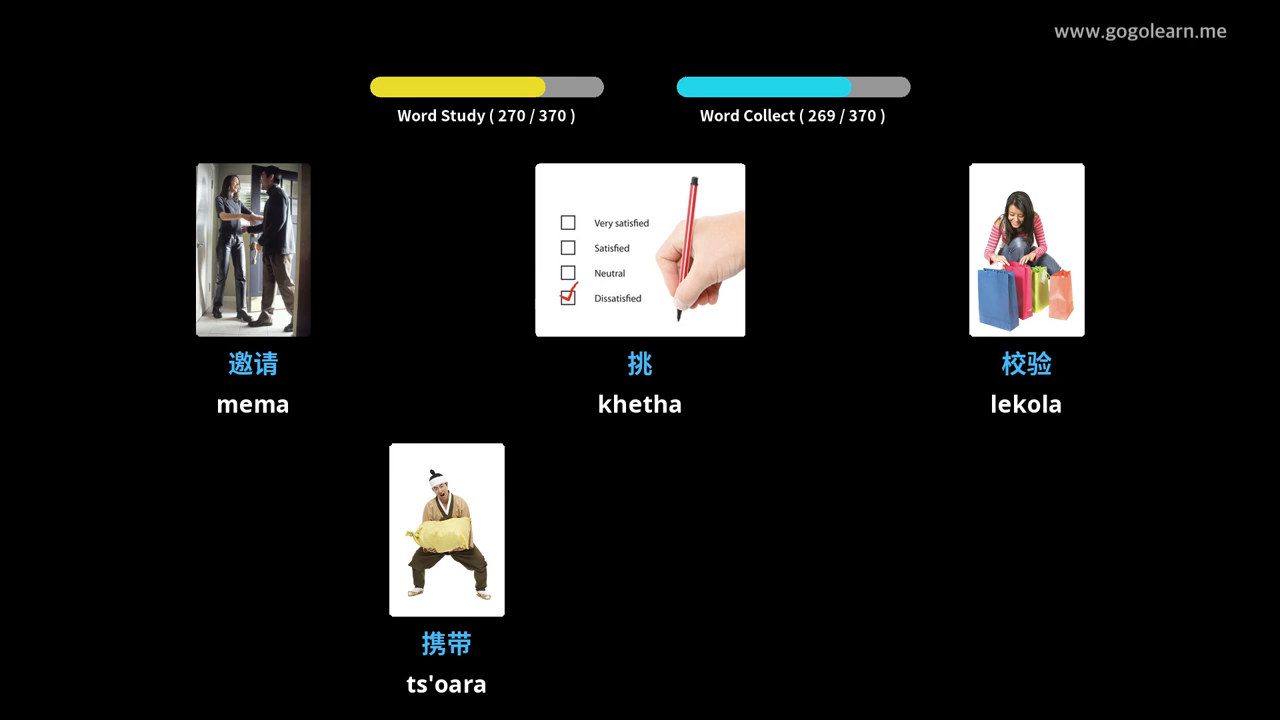 www.gogolearn.me
Word Study ( 270 / 370 )
Word Collect ( 269 / 370 )
Very satisfied
Satisfied
Neutral
Dissatisfied
邀请
挑
校验
mema
khetha
lekola
携带
ts'oara